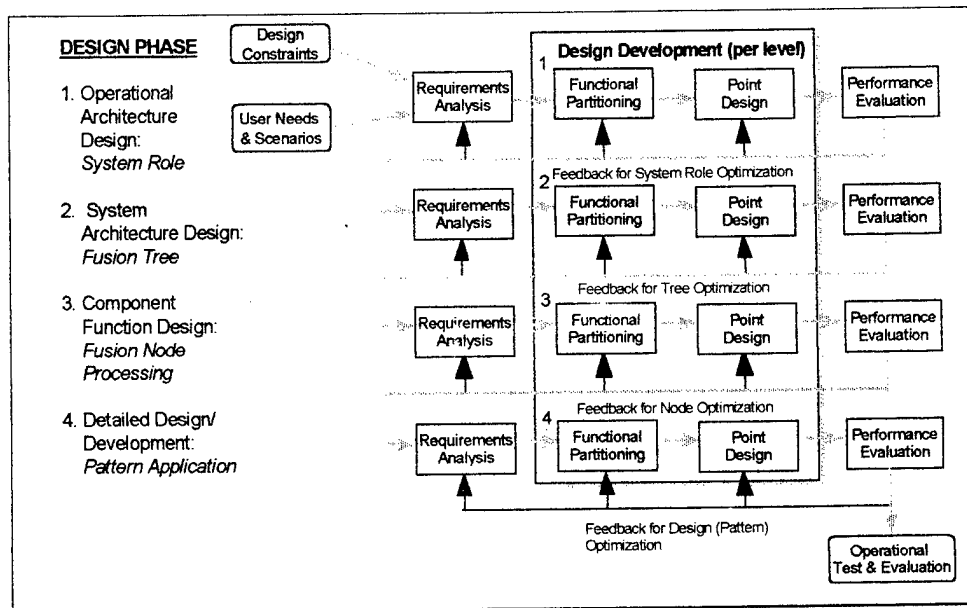 DESIGN PHASE
1. Operational
Architecture
Design:
System Role
2. System
Architecture Design:
Fusion Tree
3. Component
Function Design:
Fusion Node
Processing
4. Detailed Design/
Development:
Pattern Application
Design
Constraints
User Needs
& Scenarios
Design Development (per level)
Requirements
Analysis
1
Functional
Partitioning
Point
Design
Performance
Evaluation
Feedback for System Role Optimization
Requirements
Analysis
2
Functional
Partitioning
Point
Design
Performance
Evaluation
Feedback for Tree Optimization
Requirements
Analysis
3
Functional
Partitioning
Point
Design
Performance
Evaluation
Feedback for Node Optimization
Requirements
Analysis
4
Functional
Partitioning
Point
Design
Performance
Evaluation
Feedback for Design (Pattern)
Optimization
Operational
Test & Evaluation